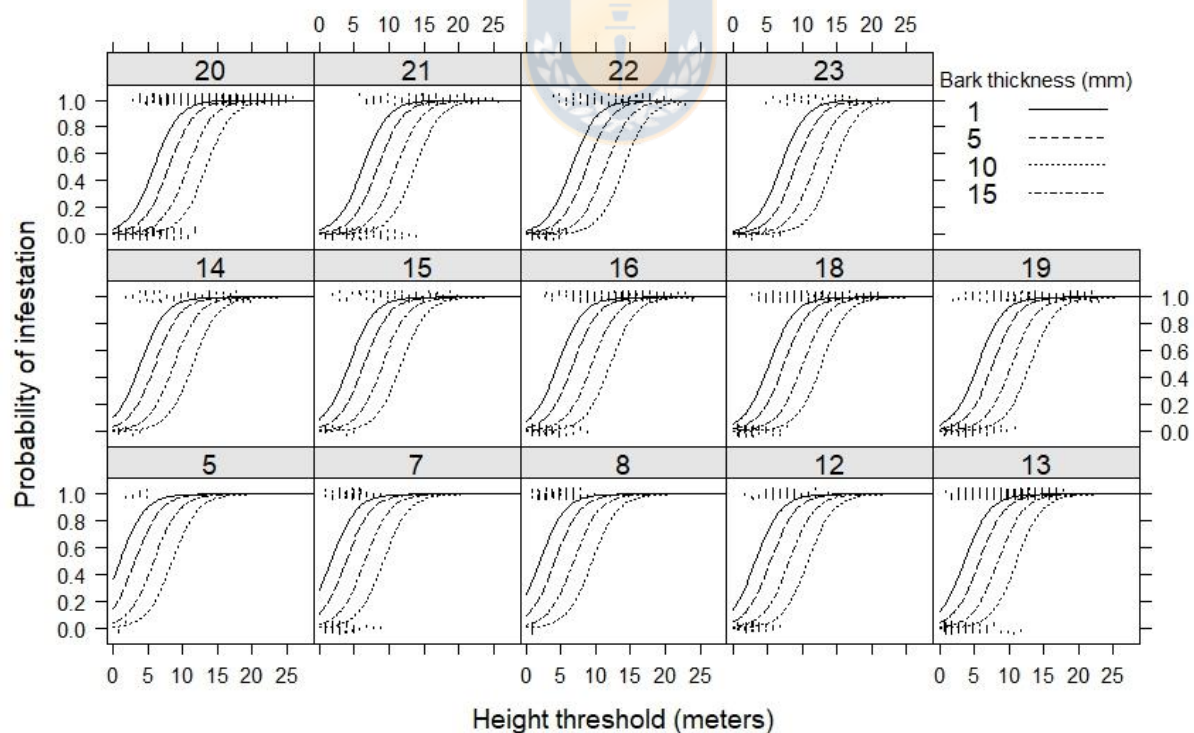 0 5 10 15 20 25 0 5 10 15 20 25
20 21 22 23
Bark thickness (mm)
1
5
10
15
1.0
0.8
0.6
0.4
0.2
0.0
14 15 16 18 19
1.0
0.8
0.6
0.4
0.2
0.0
5 7 8 12 13
1.0
0.8
0.6
0.4
0.2
0.0
Probability of infestation
0 5 10 15 20 25 0 5 10 15 20 25 0 5 10 15 20 25
Height threshold (meters)